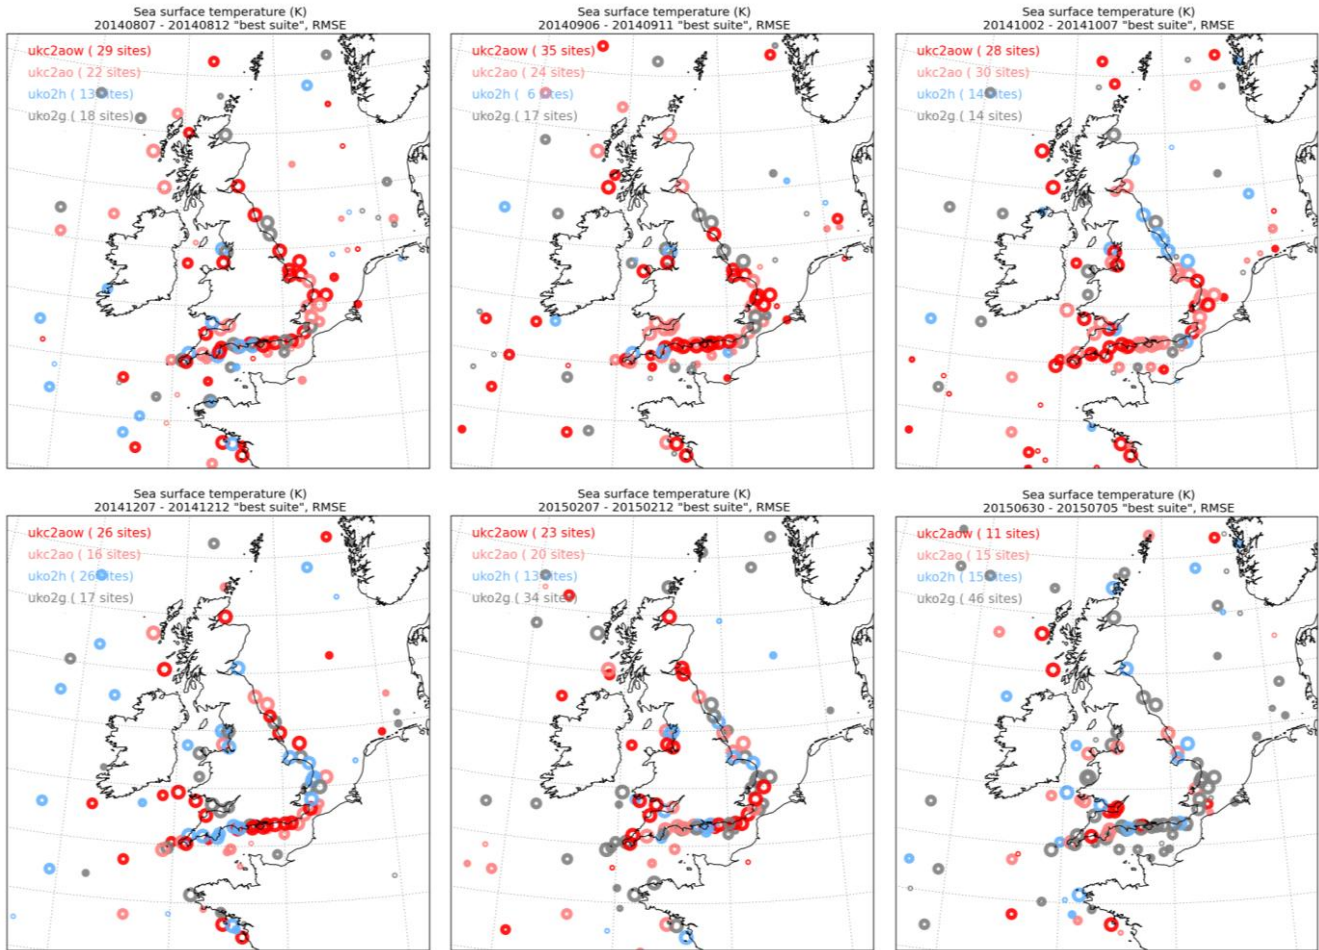 Sea surface temperature (K)
20140807 - 20140812 "best suite", RMSE
ukc2aow ( 29 sites)
ukc2ao ( 22 sites)
uko2h ( 13 sites)
uko2g ( 18 sites)
Sea surface temperature (K)
20140906 - 20140911 "best suite", RMSE
ukc2aow ( 35 sites)
ukc2ao ( 24 sites)
uko2h ( 6 sites)
uko2g ( 17 sites)
Sea surface temperature (K)
20141002 - 20141007 "best suite", RMSE
ukc2aow ( 28 sites)
ukc2ao ( 30 sites)
uko2h ( 14 sites)
uko2g ( 14 sites)
Sea surface temperature (K)
20141207 - 20141212 "best suite", RMSE
ukc2aow ( 26 sites)
ukc2ao ( 16 sites)
uko2h ( 26 sites)
uko2g ( 17 sites)
Sea surface temperature (K)
20150207 - 20150212 "best suite", RMSE
ukc2aow ( 23 sites)
ukc2ao ( 20 sites)
uko2h ( 13 sites)
uko2g ( 34 sites)
Sea surface temperature (K)
20150630 - 20150705 "best suite", RMSE
ukc2aow ( 11 sites)
ukc2ao ( 15 sites)
uko2h ( 15 sites)
uko2g ( 46 sites)